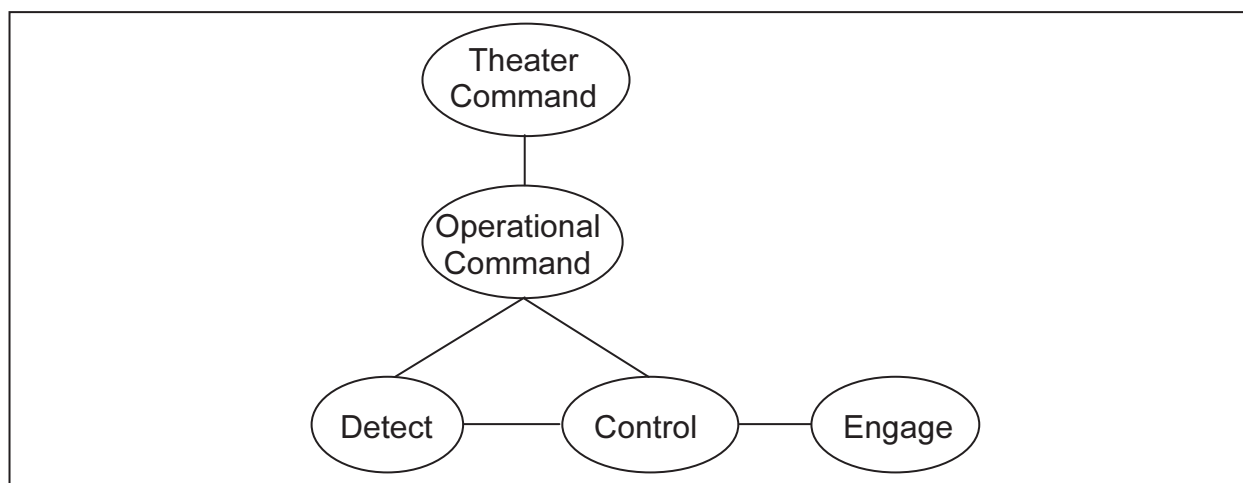 Theater
Command
Operational
Command
Detect
Control
Engage